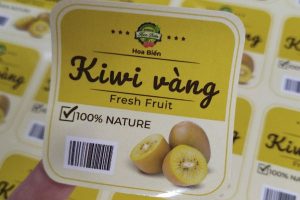 Hoa Biển
Kiwi vàng
Fresh Fruit
100% NATURE